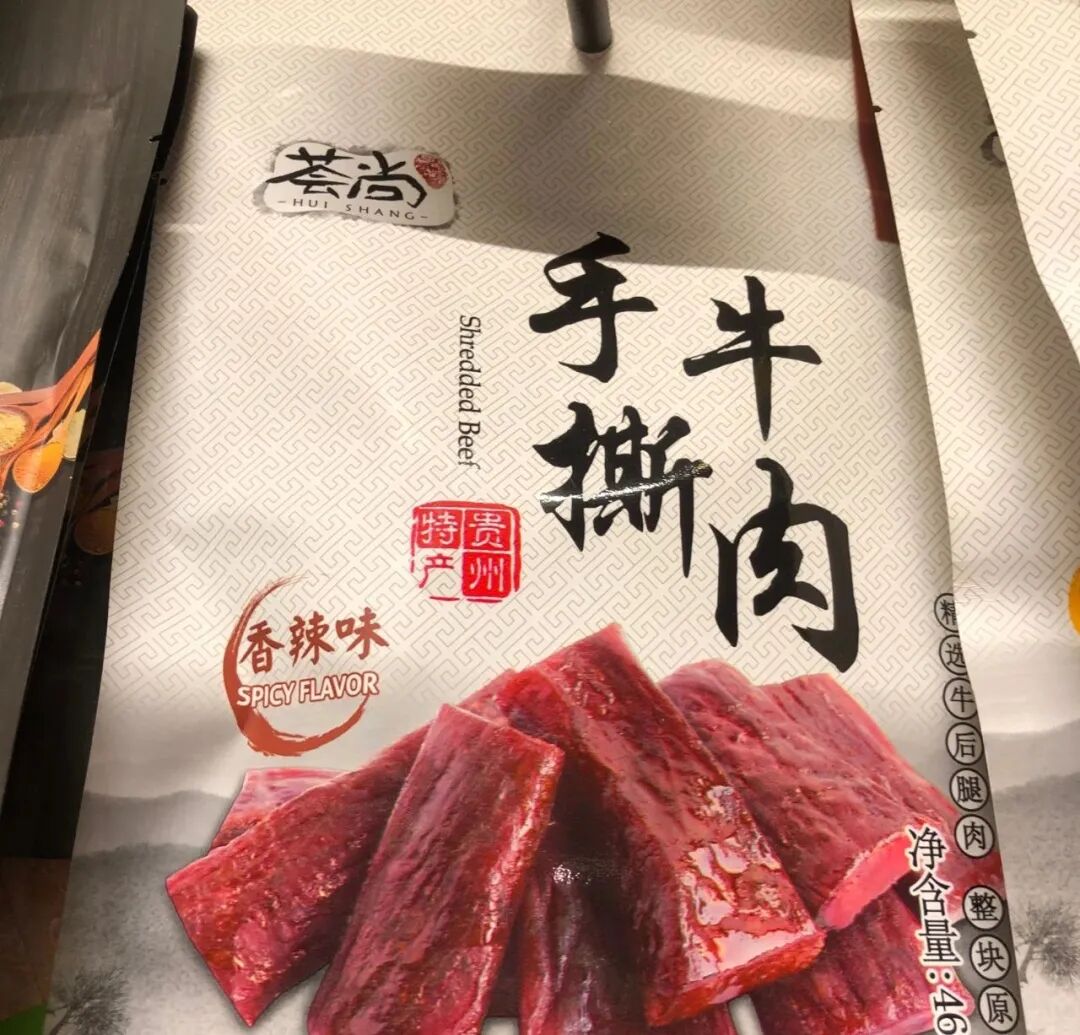 荟尚
-HUI SHANG-
手撕
牛肉
Shredded Beef
贵州
特产
香辣味
SPICY FLAVOR
精选牛后腿肉 整块原
净含量:46